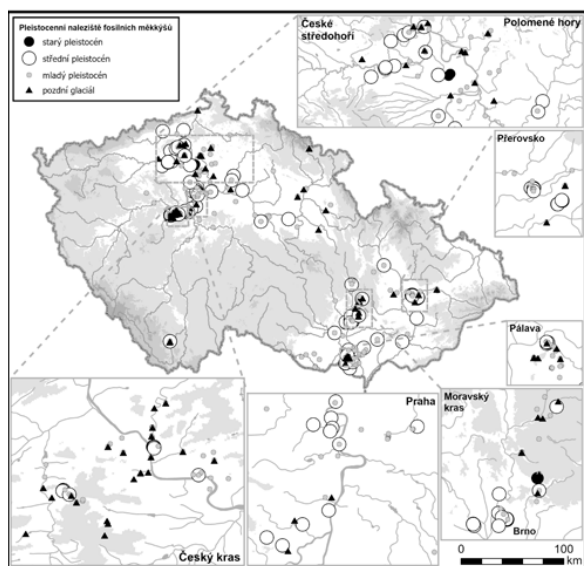 Pleistocenní naleziště fosilních měkkýšů
starý pleistocén
střední pleistocén
mladý pleistocén
pozdní glaciál
České
středohoří
Polomené hory
Přerovsko
Pálava
Moravský
kras
Praha
Český kras
Brno
0 50 100
km